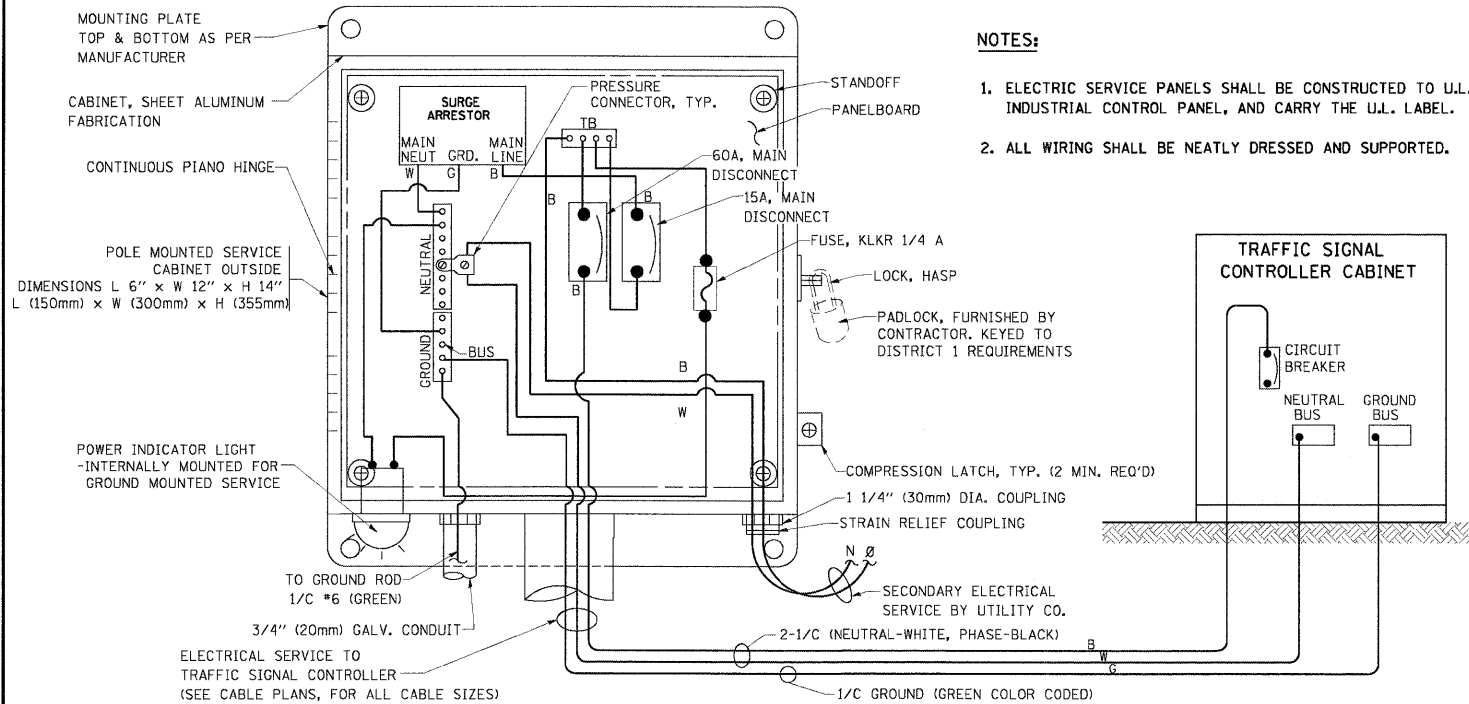 MOUNTING PLATE
TOP & BOTTOM AS PER
MANUFACTURER
CABINET, SHEET ALUMINUM
FABRICATION
CONTINUOUS PIANO HINGE
POLE MOUNTED SERVICE
CABINET OUTSIDE
DIMENSIONS L 6" x W 12" x H 14"
L (150mm) x W (300mm) x H (355mm)
POWER INDICATOR LIGHT
-INTERNALLY MOUNTED FOR
GROUND MOUNTED SERVICE
TO GROUND ROD
1/C #6 (GREEN)
3/4" (20mm) GALV. CONDUIT
ELECTRICAL SERVICE TO
TRAFFIC SIGNAL CONTROLLER
(SEE CABLE PLANS, FOR ALL CABLE SIZES)
SURGE
ARRESTOR
MAIN
NEUT
GRD.
MAIN
LINE
W
G
B
PRESSURE
CONNECTOR, TYP.
TB
STANDOFF
PANELBOARD
60A, MAIN
DISCONNECT
15A, MAIN
DISCONNECT
B
B
B
FUSE, KLKR 1/4 A
LOCK, HASP
PADLOCK, FURNISHED BY
CONTRACTOR. KEYED TO
DISTRICT 1 REQUIREMENTS
NEUTRAL
GROUND
BUS
B
W
COMPRESSION LATCH, TYP. (2 MIN. REQ'D)
1 1/4" (30mm) DIA. COUPLING
STRAIN RELIEF COUPLING
N Ø
SECONDARY ELECTRICAL
SERVICE BY UTILITY CO.
2-1/C (NEUTRAL-WHITE, PHASE-BLACK)
B
W
G
1/C GROUND (GREEN COLOR CODED)
NOTES:
1. ELECTRIC SERVICE PANELS SHALL BE CONSTRUCTED TO U.L.
INDUSTRIAL CONTROL PANEL, AND CARRY THE U.L. LABEL.
2. ALL WIRING SHALL BE NEATLY DRESSED AND SUPPORTED.
TRAFFIC SIGNAL
CONTROLLER CABINET
CIRCUIT
BREAKER
NEUTRAL
BUS
GROUND
BUS